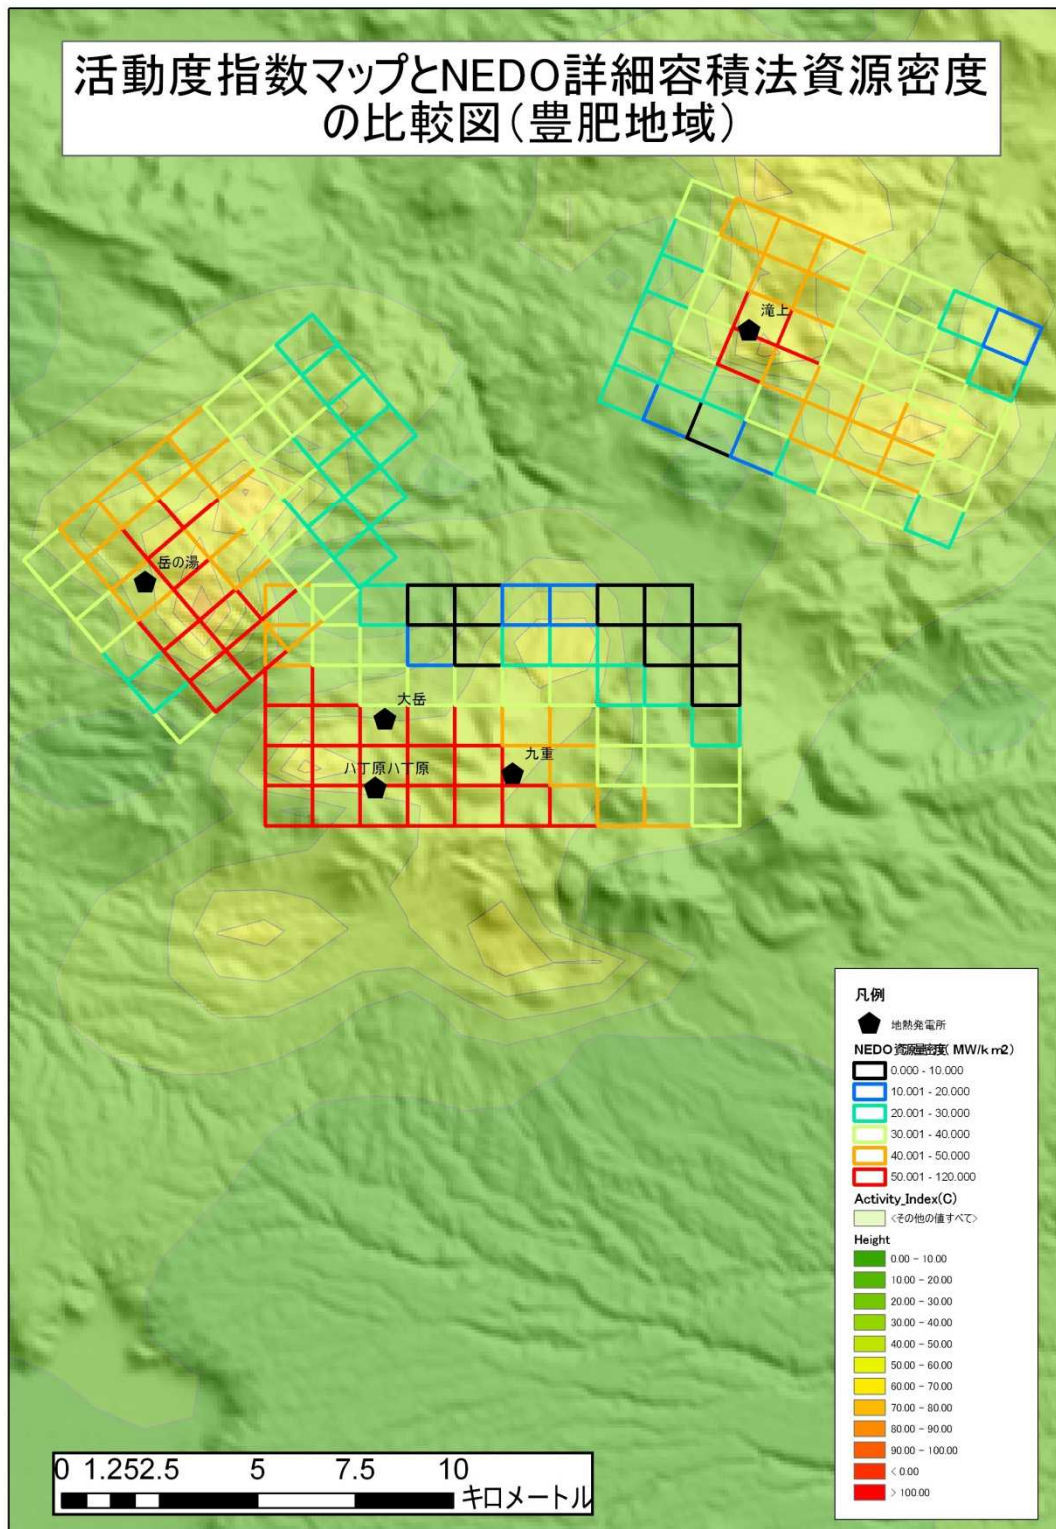 活動度指数マップとNEDO詳細容積法資源密度
の比較図(豊肥地域)
滝上
岳の湯
大岳
九重
八丁原八丁原
凡例
地熱発電所
NEDO資源量密度( MW/k m2)
0.000 - 10.000
10.001 - 20.000
20.001 - 30.000
30.001 - 40.000
40.001 - 50.000
50.001 - 120.000
Activity_Index(C)
<その他の値すべて>
Height
0.00 - 10.00
10.00 - 20.00
20.00 - 30.00
30.00 - 40.00
40.00 - 50.00
50.00 - 60.00
60.00 - 70.00
70.00 - 80.00
80.00 - 90.00
90.00 - 100.00
< 0.00
> 100.00
0 1.252.5 5 7.5 10
キロメートル